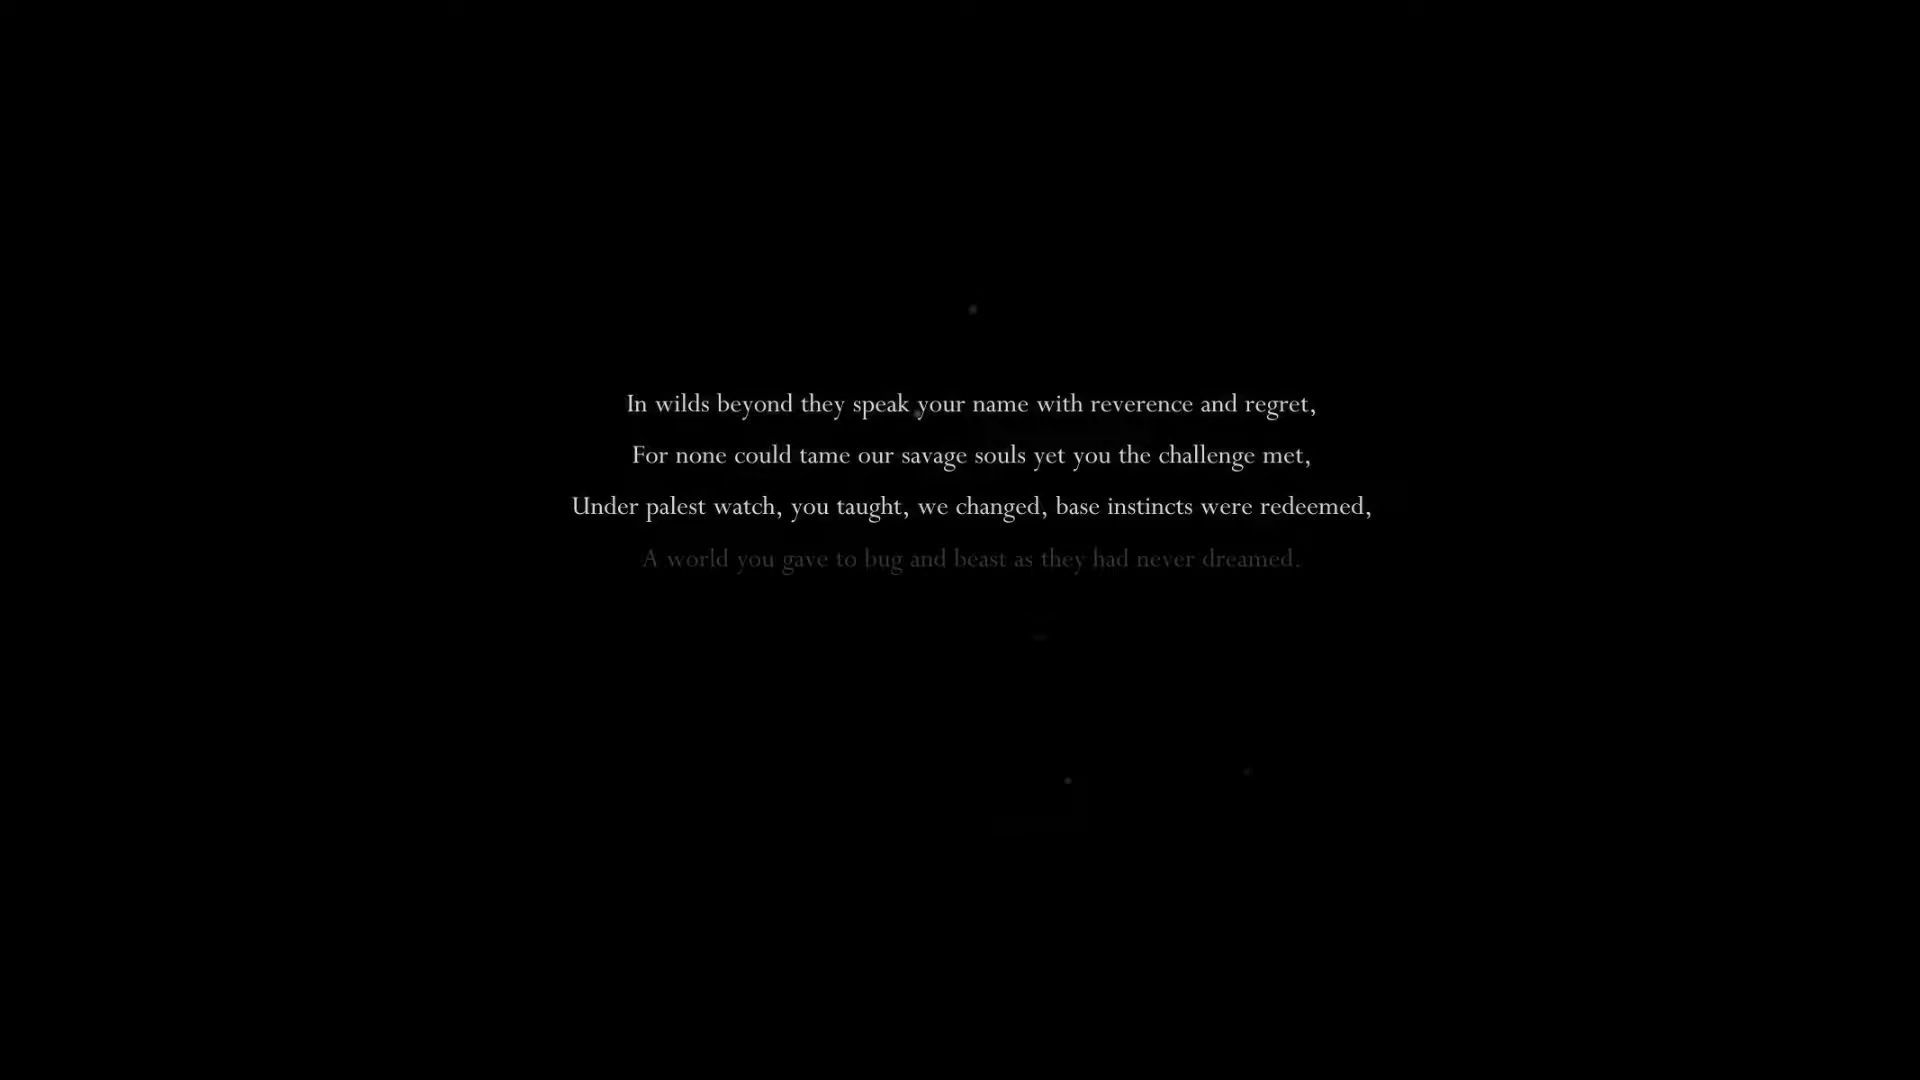 In wilds beyond they speak your name with reverence and regret,
For none could tame our savage souls yet you the challenge met,
Under palest watch, you taught, we changed, base instincts were redeemed,
A world you gave to bug and beast as they had never dreamed.